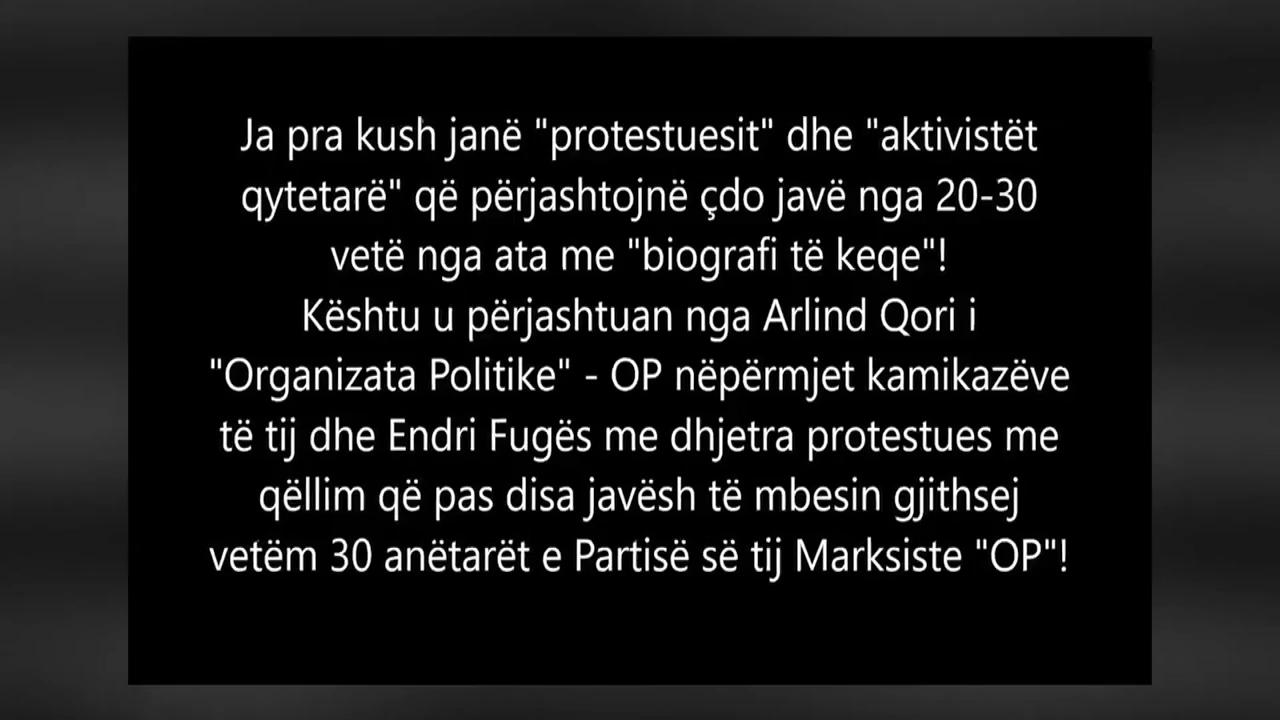 Ja pra kush janë "protestuesit" dhe "aktivistët
qytetarë" që përjashtojnë çdo javë nga 20-30
vetë nga ata me "biografi të keqe"!
Kështu u përjashtuan nga Arlind Qori i
"Organizata Politike" - OP nëpërmjet kamikazëve
të tij dhe Endri Fugës me dhjetra protestues me
qëllim që pas disa javësh të mbesin gjithsej
vetëm 30 anëtarët e Partisë së tij Marksiste "OP"!